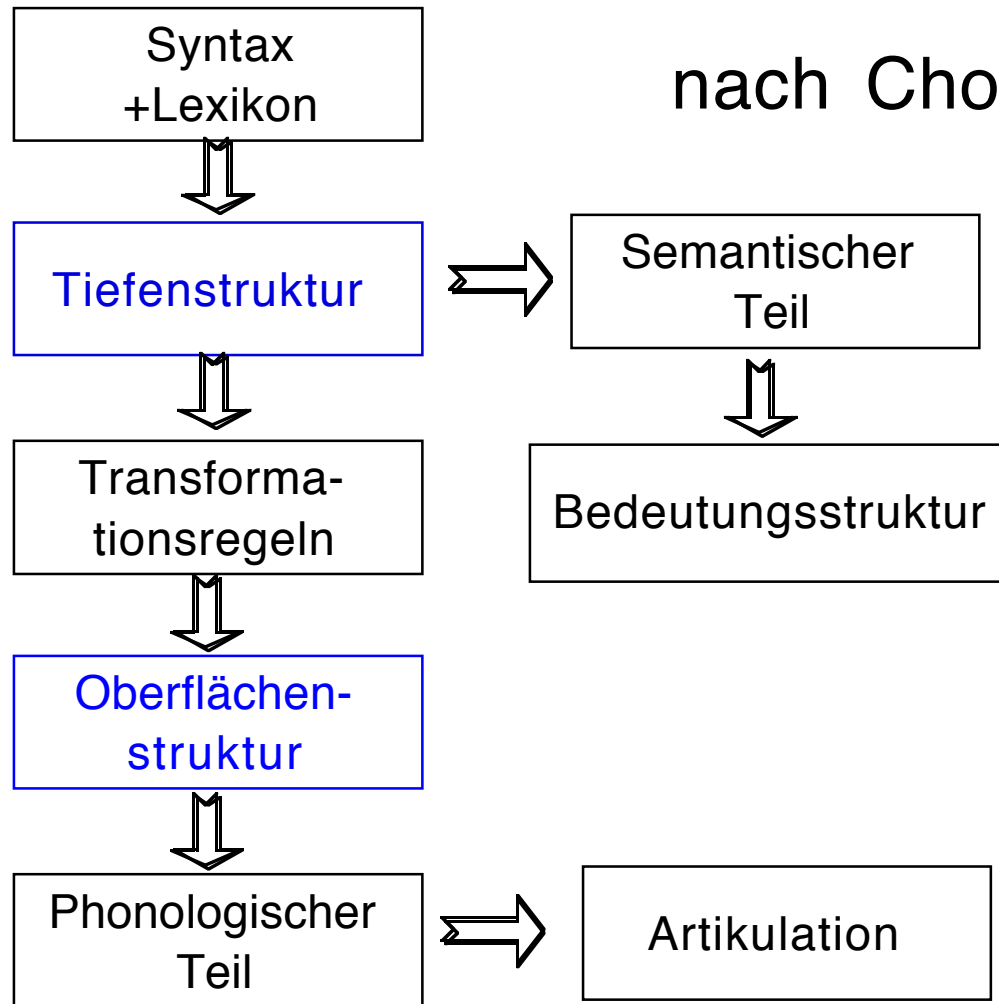 Syntax
+Lexikon
nach Cho
Tiefenstruktur
Semantischer
Teil
Transforma-
tionsregeln
Bedeutungsstruktur
Oberflächen-
struktur
Phonologischer
Teil
Artikulation